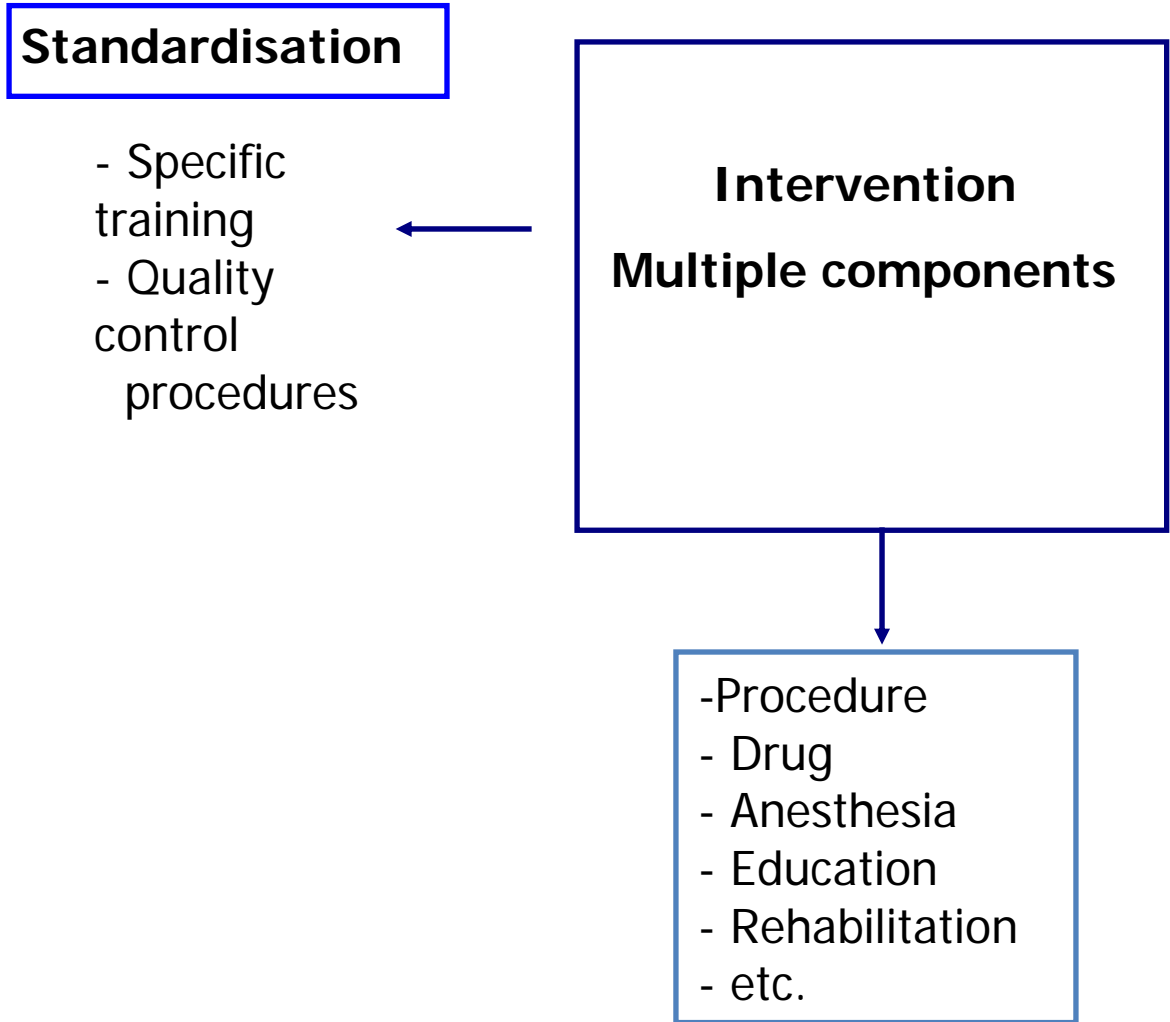 Standardisation
- Specific
training
- Quality
control
procedures
Intervention
Multiple components
-Procedure
- Drug
- Anesthesia
- Education
- Rehabilitation
- etc.